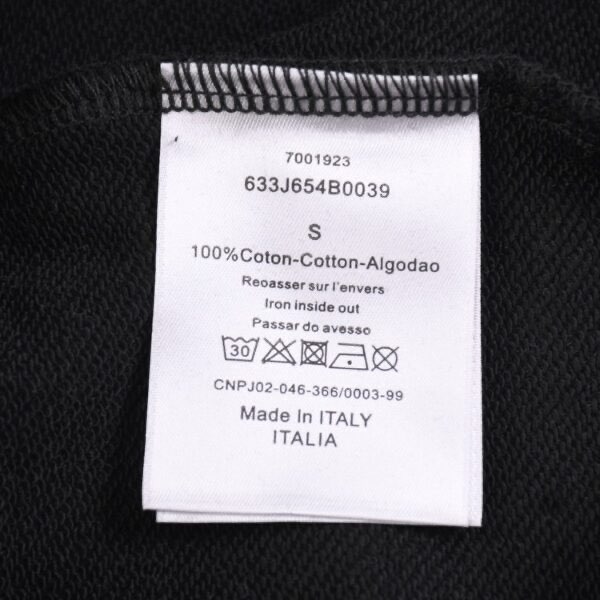 7001923
633J654B0039
S
100%Coton-Cotton-Algodao
Reoasser sur l'envers
Iron inside out
Passar do avesso
30
CNPJ02-046-366/0003-99
Made In ITALY
ITALIA